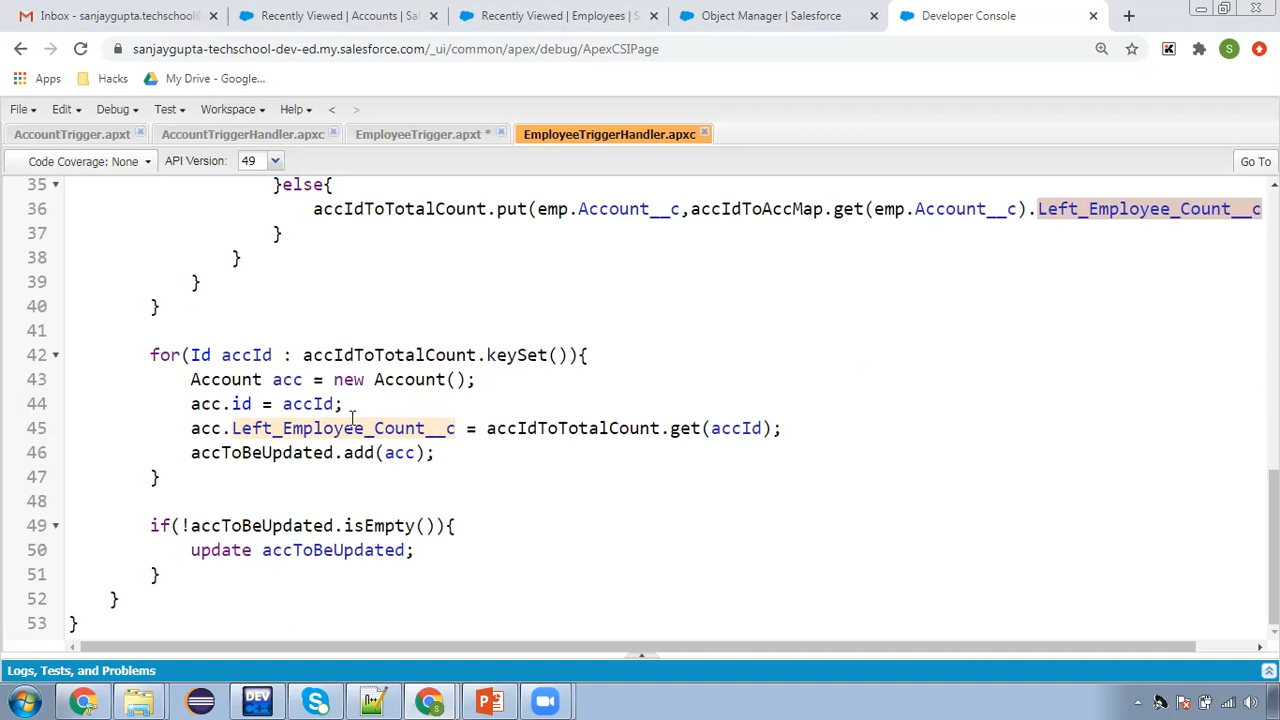 Inbox - sanjaygupta.techschool@
Recently Viewed | Accounts | Sal
Recently Viewed | Employees | S
Object Manager | Salesforce
Developer Console
sanjaygupta-techschool-dev-ed.my.salesforce.com/_ui/common/apex/debug/ApexCSIPage
S
Apps
Hacks
My Drive - Google...
File
Edit
Debug
Test
Workspace
Help
<
>
AccountTrigger.apxt
AccountTriggerHandler.apxc
EmployeeTrigger.apxt *
EmployeeTriggerHandler.apxc
Code Coverage: None
API Version:
49
Go To
35 }else{
36 accIdToTotalCount.put(emp.Account__c,accIdToAccMap.get(emp.Account__c).Left_Employee_Count__c
37 }
38 }
39 }
40 }
41
42 for(Id accId : accIdToTotalCount.keySet()){
43 Account acc = new Account();
44 acc.id = accId;
45 acc.Left_Employee_Count__c = accIdToTotalCount.get(accId);
46 accToBeUpdated.add(acc);
47 }
48
49 if(!accToBeUpdated.isEmpty()){
50 update accToBeUpdated;
51 }
52 }
53 }
Logs, Tests, and Problems